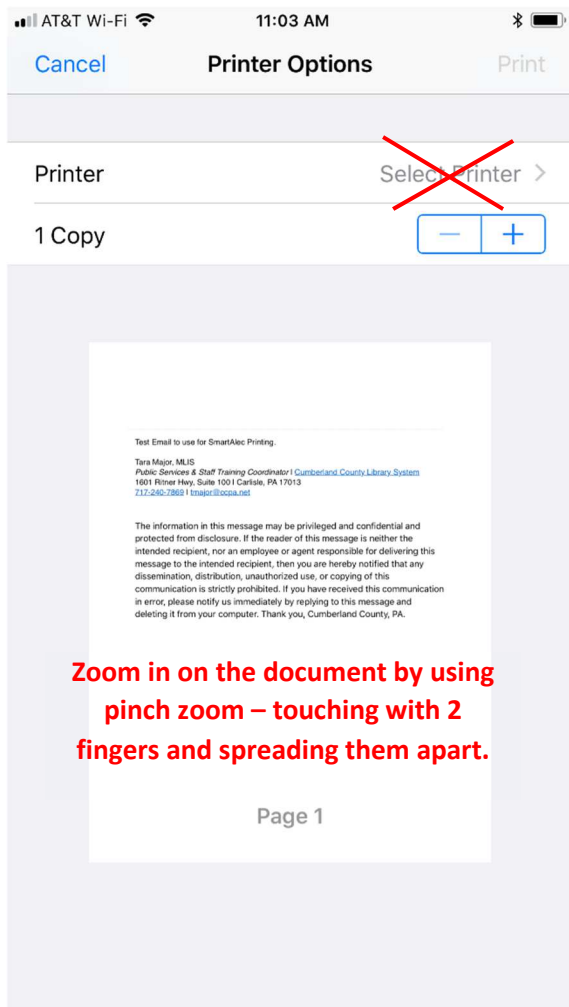 AT&T Wi-Fi 11:03 AM
Cancel Printer Options Print
Printer Select Printer
1 Copy − +
Test Email to use for SmartAlec Printing.
Tara Major, MLIS
Public Services & Staff Training Coordinator I Cumberland County Library System
1601 Ritner Hwy, Suite 100 I Carlisle, PA 17013
717-240-7869 I tmajor@ccpa.net
The information in this message may be privileged and confidential and
protected from disclosure. If the reader of this message is neither the
intended recipient, nor an employee or agent responsible for delivering this
message to the intended recipient, then you are hereby notified that any
dissemination, distribution, unauthorized use, or copying of this
communication is strictly prohibited. If you have received this communication
in error, please notify us immediately by replying to this message and
deleting it from your computer. Thank you, Cumberland County, PA.
Zoom in on the document by using
pinch zoom – touching with 2
fingers and spreading them apart.
Page 1